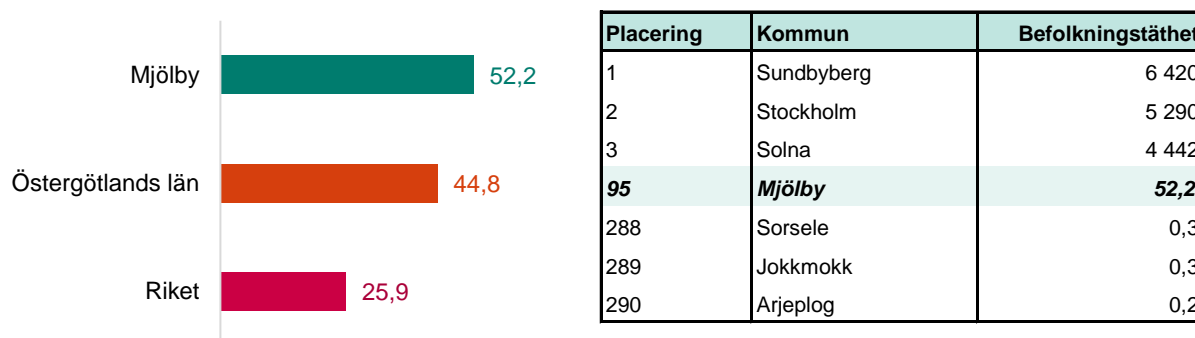 Mjölby 52,2
Östergötlands län 44,8
Riket 25,9
Placering Kommun Befolkningstäthet
1 Sundbyberg 6 420
2 Stockholm 5 290
3 Solna 4 442
95 Mjölby 52,2
288 Sorsele 0,3
289 Jokkmokk 0,3
290 Arjeplog 0,2